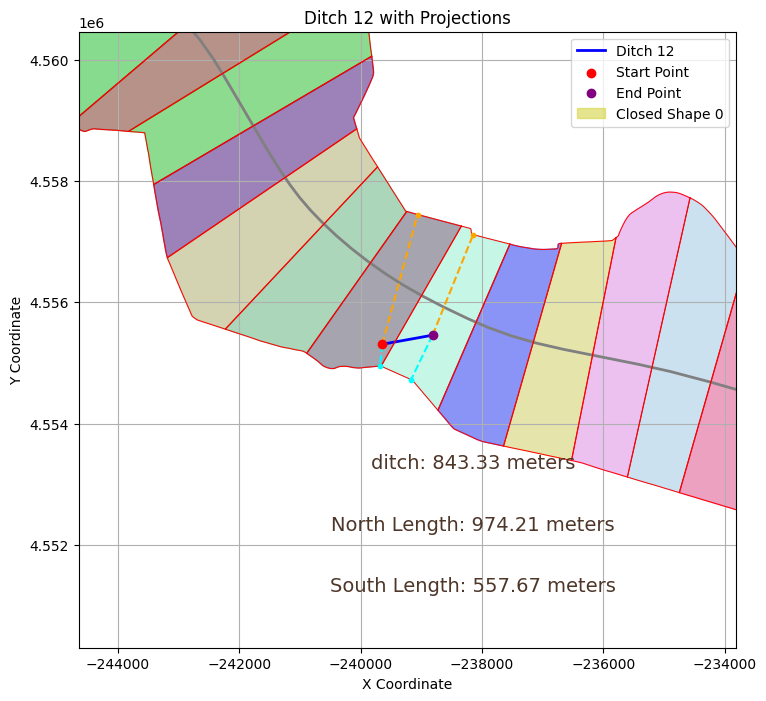 Ditch 12 with Projections
1e6
Ditch 12
Start Point
End Point
Closed Shape 0
4.560
4.558
4.556
4.554
4.552
Y Coordinate
ditch: 843.33 meters
North Length: 974.21 meters
South Length: 557.67 meters
−244000 −242000 −240000 −238000 −236000 −234000
X Coordinate